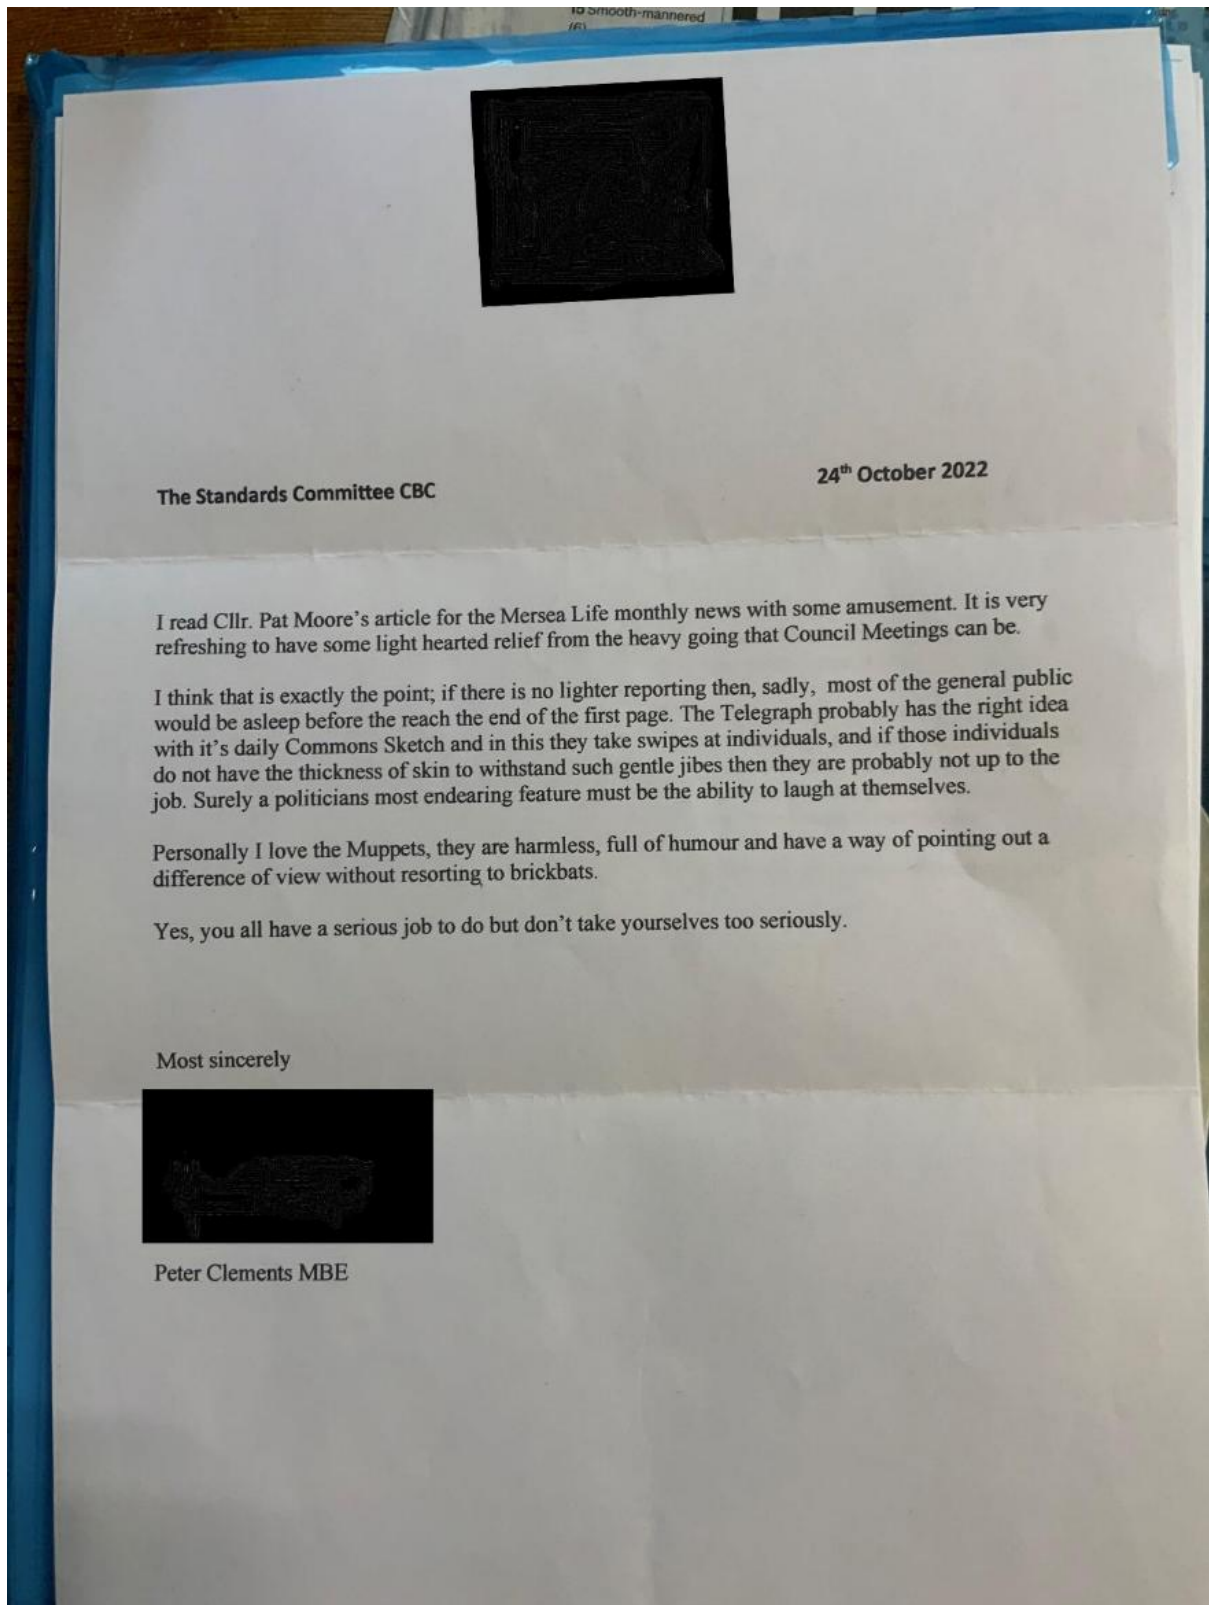 15 Smooth-mannered
(6)
The Standards Committee CBC
24th October 2022
I read Cllr. Pat Moore's article for the Mersea Life monthly news with some amusement. It is very
refreshing to have some light hearted relief from the heavy going that Council Meetings can be.
I think that is exactly the point; if there is no lighter reporting then, sadly, most of the general public
would be asleep before the reach the end of the first page. The Telegraph probably has the right idea
with it's daily Commons Sketch and in this they take swipes at individuals, and if those individuals
do not have the thickness of skin to withstand such gentle jibes then they are probably not up to the
job. Surely a politicians most endearing feature must be the ability to laugh at themselves.
Personally I love the Muppets, they are harmless, full of humour and have a way of pointing out a
difference of view without resorting to brickbats.
Yes, you all have a serious job to do but don't take yourselves too seriously.
Most sincerely
Peter Clements MBE